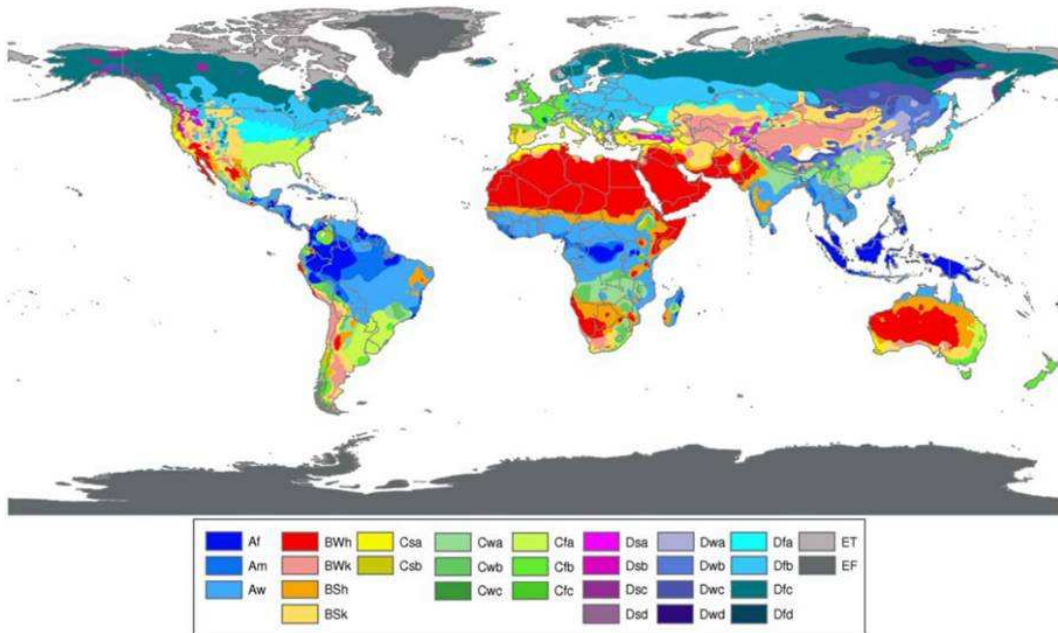 Af BWh Csa Cwa Cfa Dsa Dwa Dfa ET
Am BWk Csb Cwb Cfb Dsb Dwb Dfb EF
Aw BSh Cwc Cfc Dsc Dwc Dfc
BSk Dsd Dwd Dfd